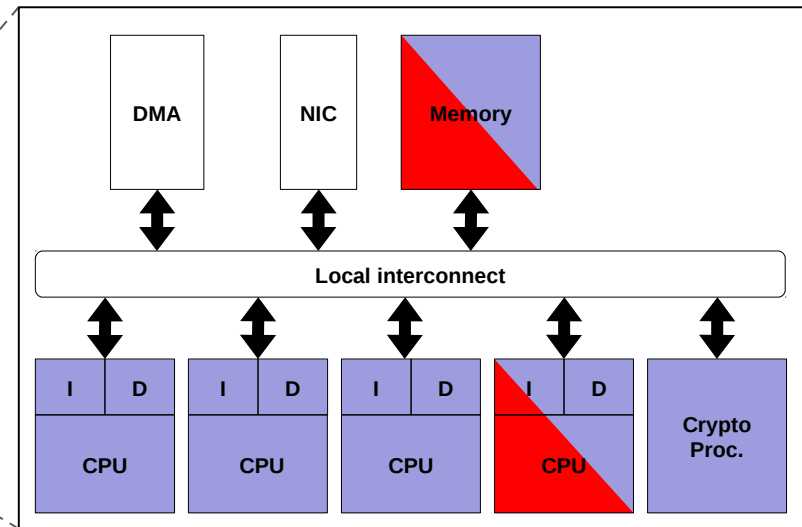 DMA
NIC
Memory
Local interconnect
I D
I D
I D
I D
CPU
CPU
CPU
CPU
Crypto
Proc.